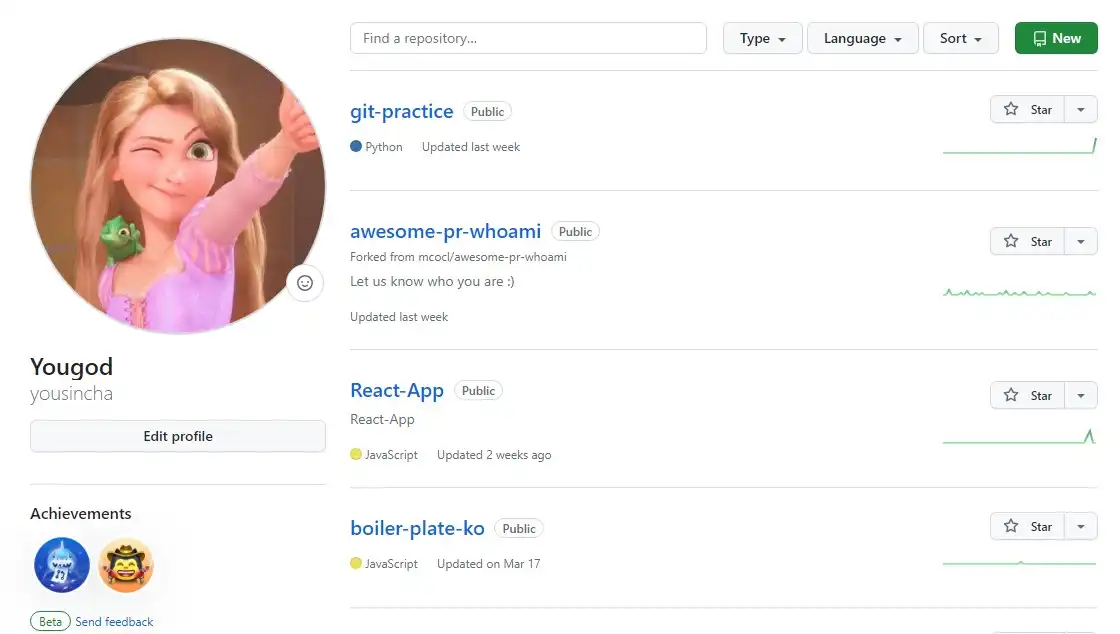 Find a repository...
Type
Language
Sort
New
git-practice
Public
Star
Python
Updated last week
awesome-pr-whoami
Public
Star
Forked from mcocl/awesome-pr-whoami
Let us know who you are :)
Updated last week
Yougod
yousincha
Edit profile
React-App
Public
Star
React-App
JavaScript
Updated 2 weeks ago
Achievements
boiler-plate-ko
Public
Star
JavaScript
Updated on Mar 17
Beta
Send feedback